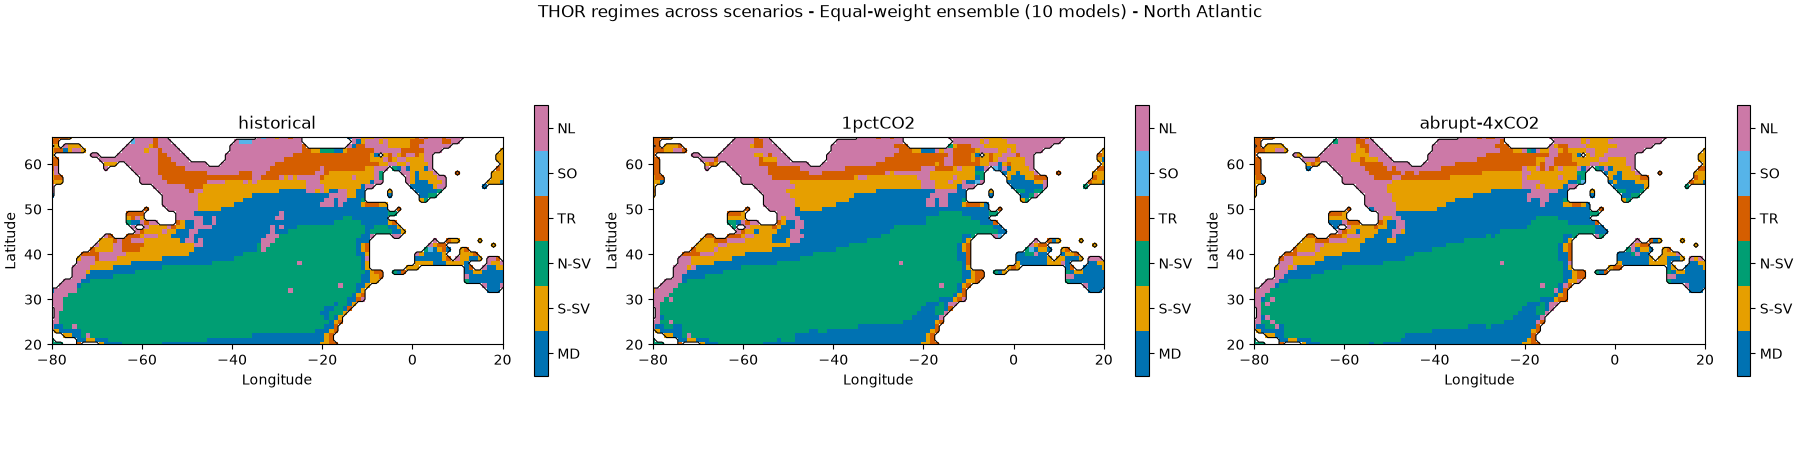 THOR regimes across scenarios - Equal-weight ensemble (10 models) - North Atlantic
historical
1pctCO2
abrupt-4xCO2
Latitude
60
50
40
30
20
−80
−60
−40
−20
0
20
Longitude
NL
SO
TR
N-SV
S-SV
MD
Latitude
60
50
40
30
20
−80
−60
−40
−20
0
20
Longitude
NL
SO
TR
N-SV
S-SV
MD
Latitude
60
50
40
30
20
−80
−60
−40
−20
0
20
Longitude
NL
SO
TR
N-SV
S-SV
MD